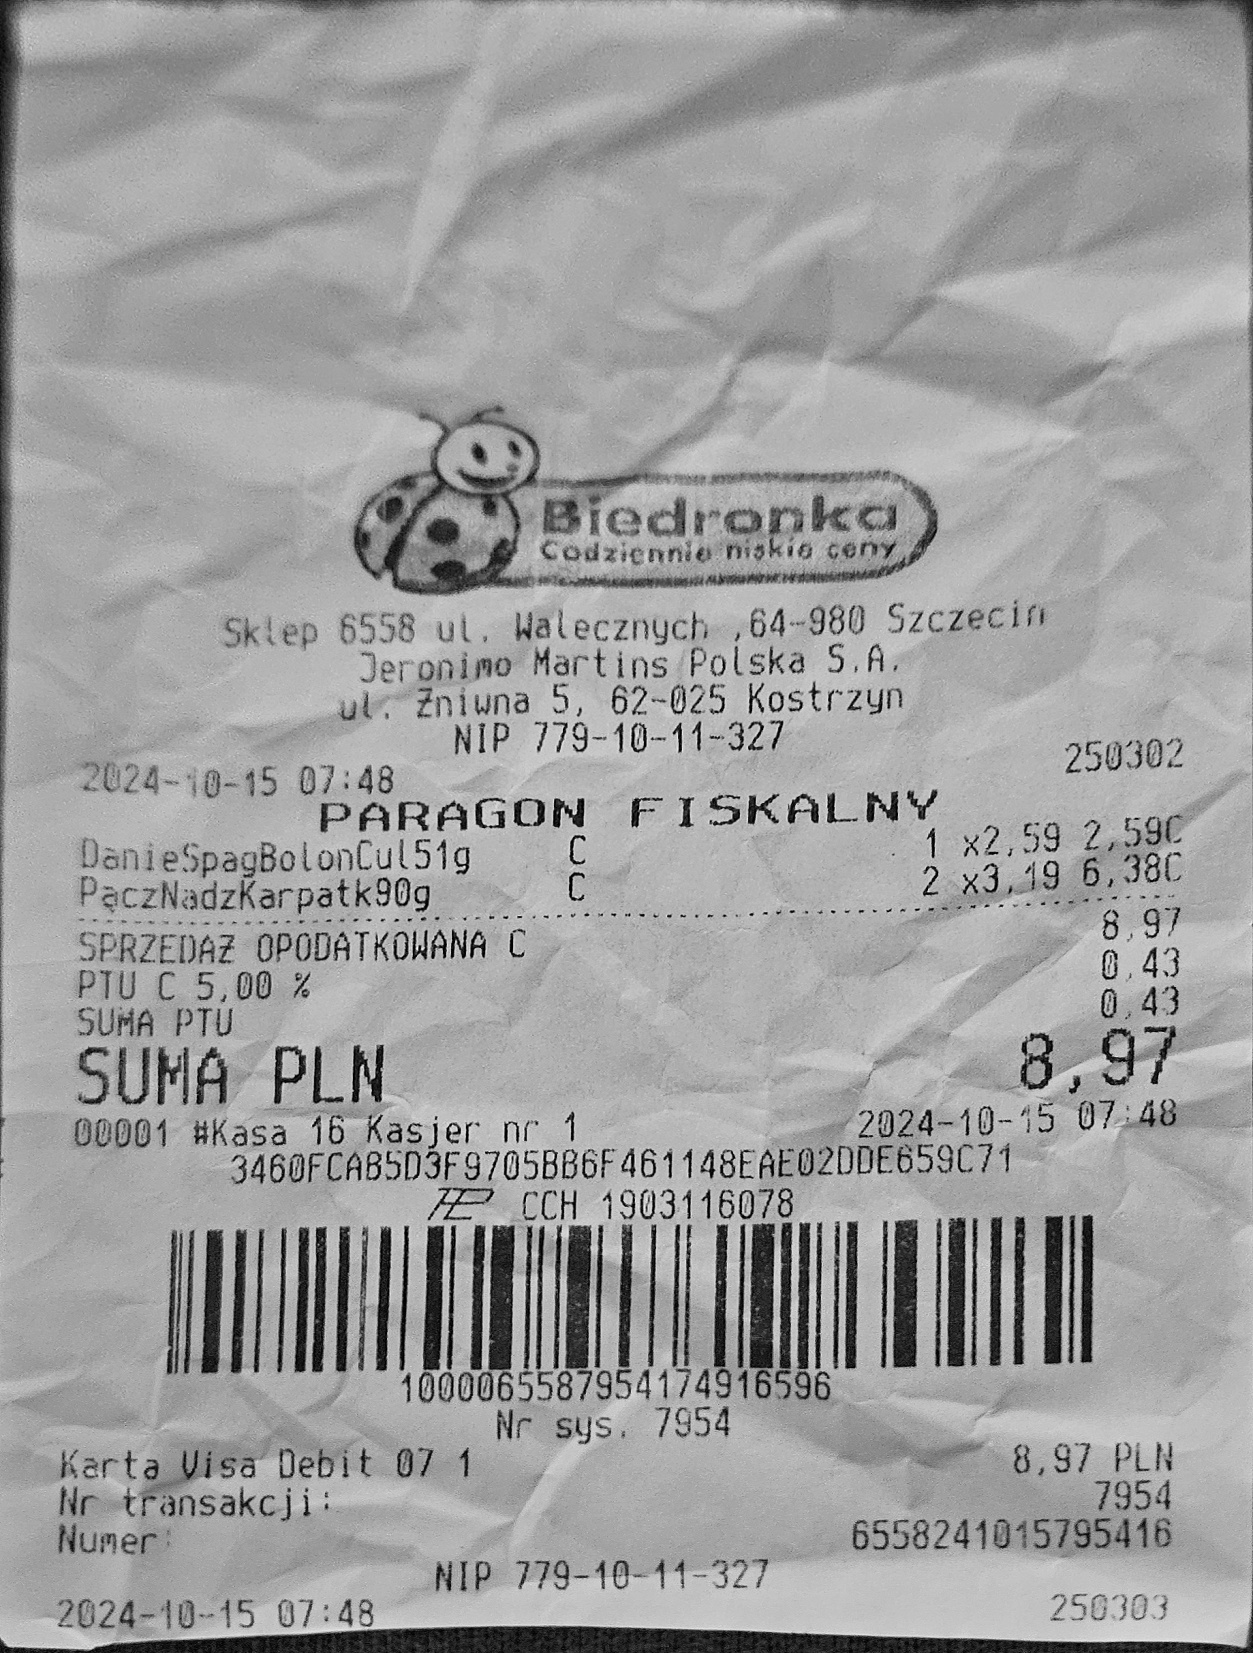 Biedronka
Codziennie niskie ceny
Sklep 6558 ul. Walecznych ,64-980 Szczecin
Jeronimo Martins Polska S.A.
ul. Żniwna 5, 62-025 Kostrzyn
NIP 779-10-11-327
2024-10-15 07:48 250302
PARAGON FISKALNY
DanieSpagBolonCul51g C 1 x2,59 2,59C
PączNadzKarpatk90g C 2 x3,19 6,38C
SPRZEDAŻ OPODATKOWANA C 8,97
PTU C 5,00 % 0,43
SUMA PTU 0,43
SUMA PLN 8,97
00001 #Kasa 16 Kasjer nr 1 2024-10-15 07:48
3460FCAB5D3F9705BB6F461148EAE02DDE659C71
CCH 1903116078
1000065587954174916596
Nr sys. 7954
Karta Visa Debit 07 1 8,97 PLN
Nr transakcji: 7954
Numer: 6558241015795416
NIP 779-10-11-327
2024-10-15 07:48 250303